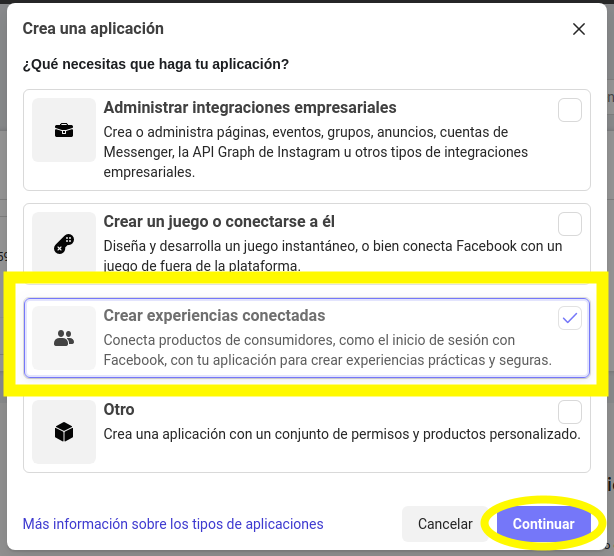 Crea una aplicación
¿Qué necesitas que haga tu aplicación?
Administrar integraciones empresariales
Crea o administra páginas, eventos, grupos, anuncios, cuentas de
Messenger, la API Graph de Instagram u otros tipos de integraciones
empresariales.
Crear un juego o conectarse a él
Diseña y desarrolla un juego instantáneo, o bien conecta Facebook con un
juego de fuera de la plataforma.
Crear experiencias conectadas
Conecta productos de consumidores, como el inicio de sesión con
Facebook, con tu aplicación para crear experiencias prácticas y seguras.
Otro
Crea una aplicación con un conjunto de permisos y productos personalizado.
Más información sobre los tipos de aplicaciones
Cancelar
Continuar